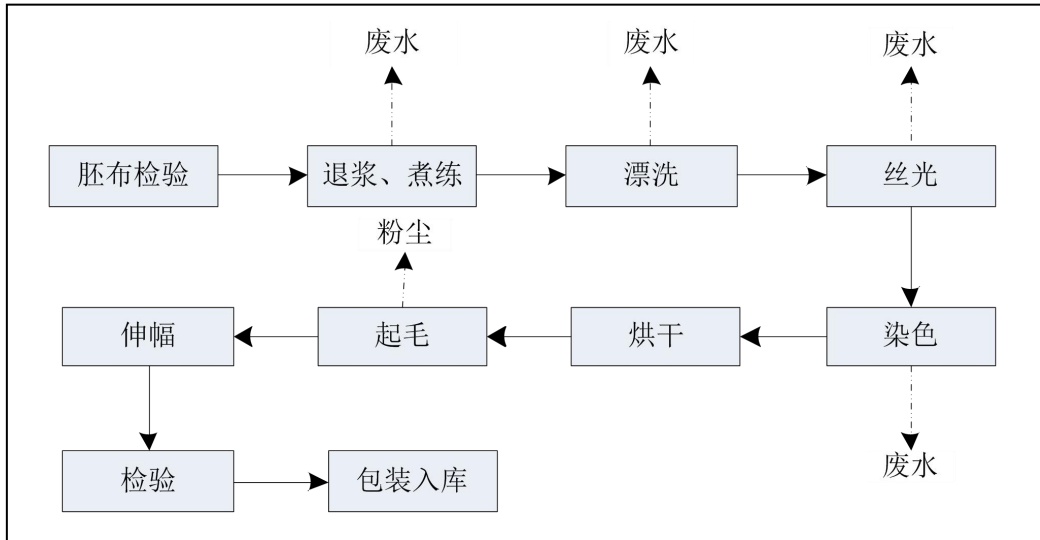 废水 废水 废水
胚布检验 退浆、煮练 漂洗 丝光
粉尘
伸幅 起毛 烘干 染色
废水
检验 包装入库